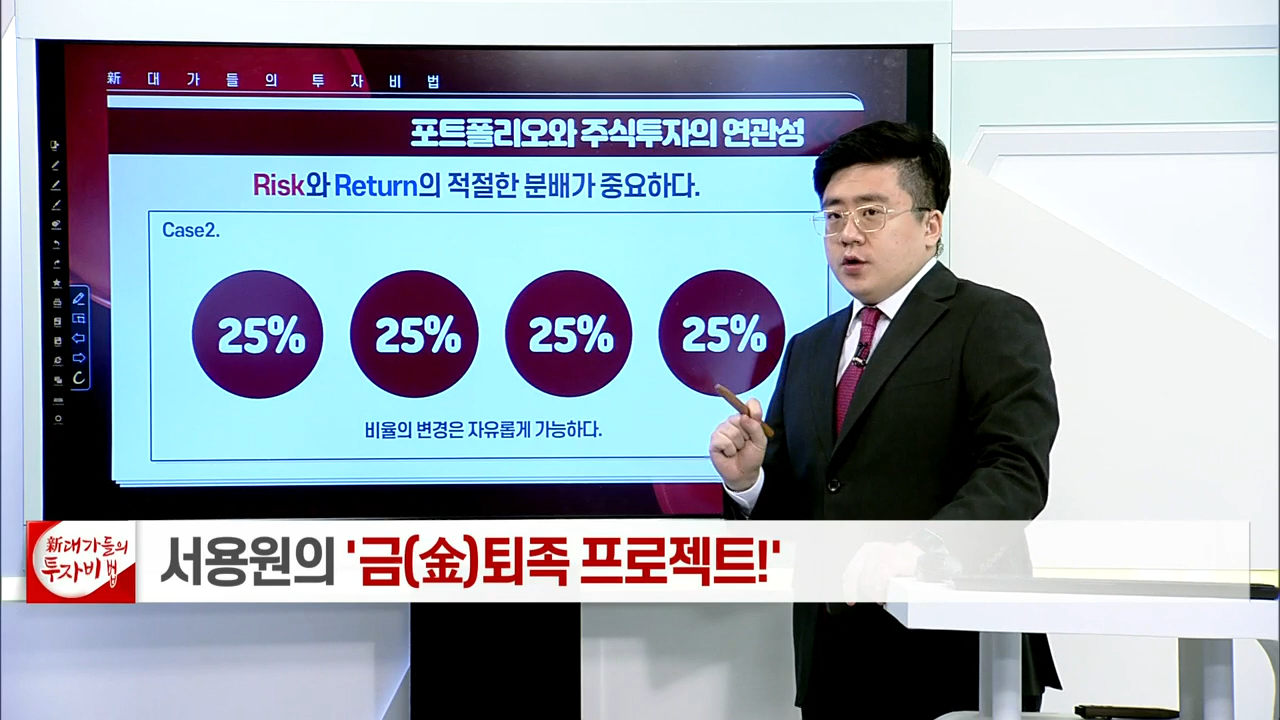 新 대 가 들 의 투 자 비 법
포트폴리오와 주식투자의 연관성
Risk와 Return의 적절한 분배가 중요하다.
Case2.
25% 25% 25% 25%
비율의 변경은 자유롭게 가능하다.
新대가들의
투자비법
서용원의 '금(金)퇴족 프로젝트!'